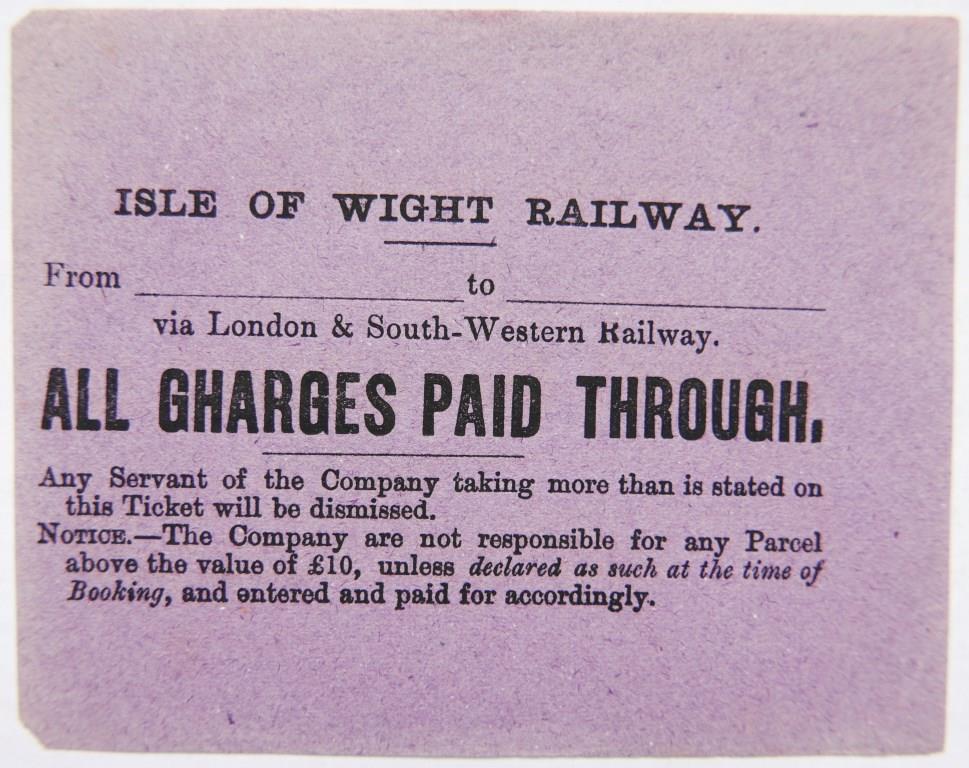 ISLE OF WIGHT RAILWAY.
From to
via London & South-Western Railway.
ALL CHARGES PAID THROUGH.
Any Servant of the Company taking more than is stated on
this Ticket will be dismissed.
NOTICE.—The Company are not responsible for any Parcel
above the value of £10, unless declared as such at the time of
Booking, and entered and paid for accordingly.